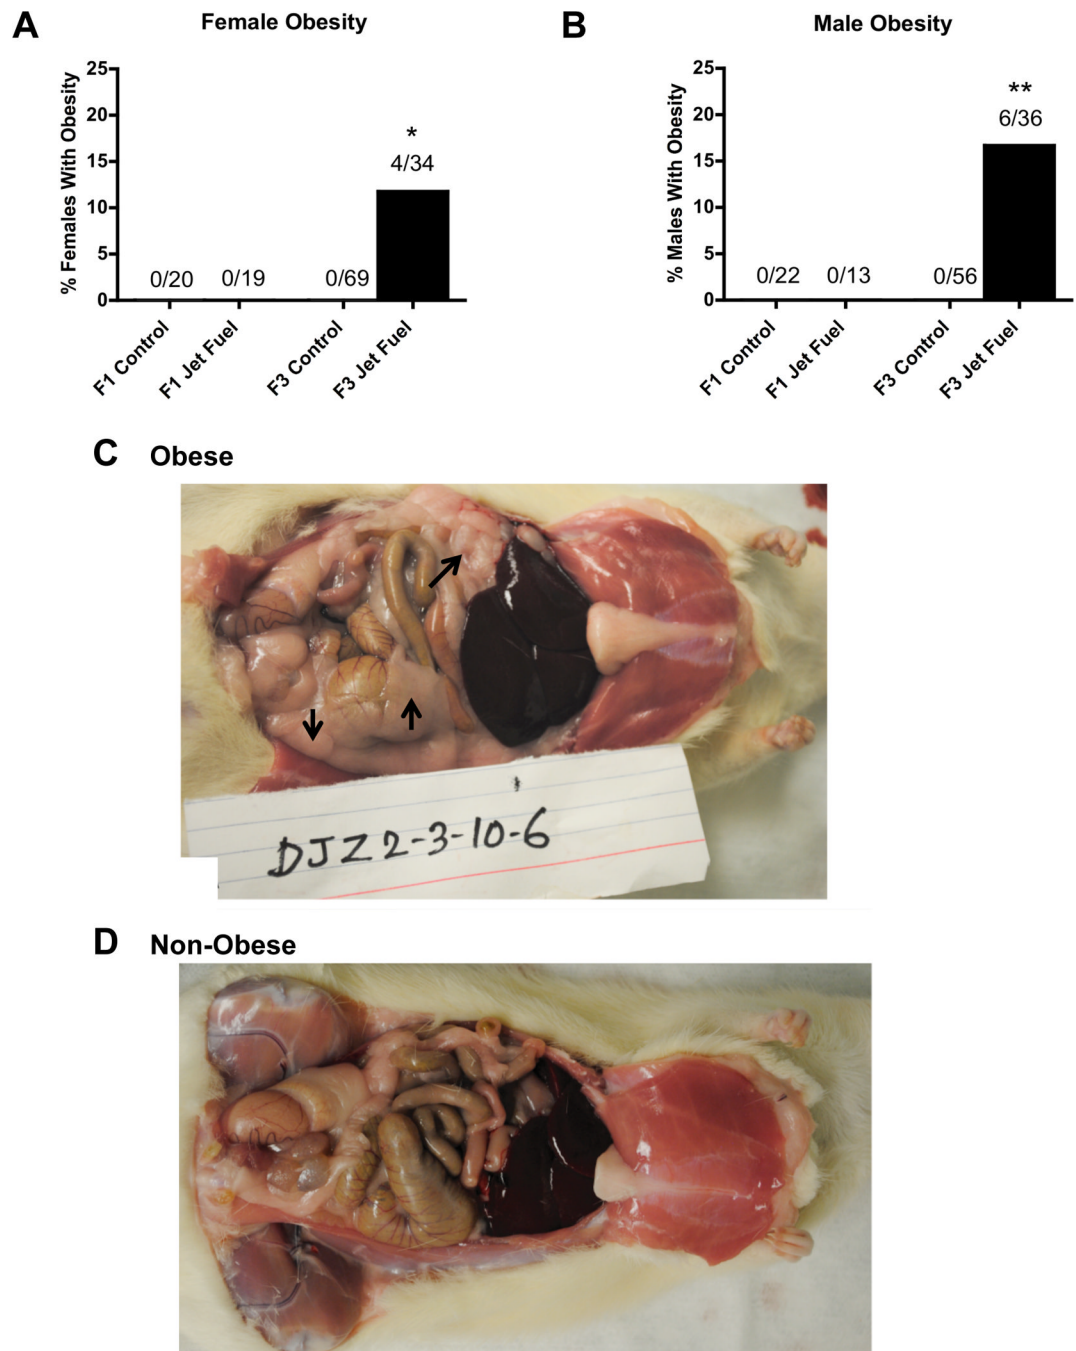 A Female Obesity
% Females With Obesity
25
20
15
10
5
0
0/20
0/19
0/69
4/34
*
F1 Control
F1 Jet Fuel
F3 Control
F3 Jet Fuel
B Male Obesity
% Males With Obesity
25
20
15
10
5
0
0/22
0/13
0/56
6/36
**
F1 Control
F1 Jet Fuel
F3 Control
F3 Jet Fuel
C Obese
DJZ2-3-10-6
D Non-Obese